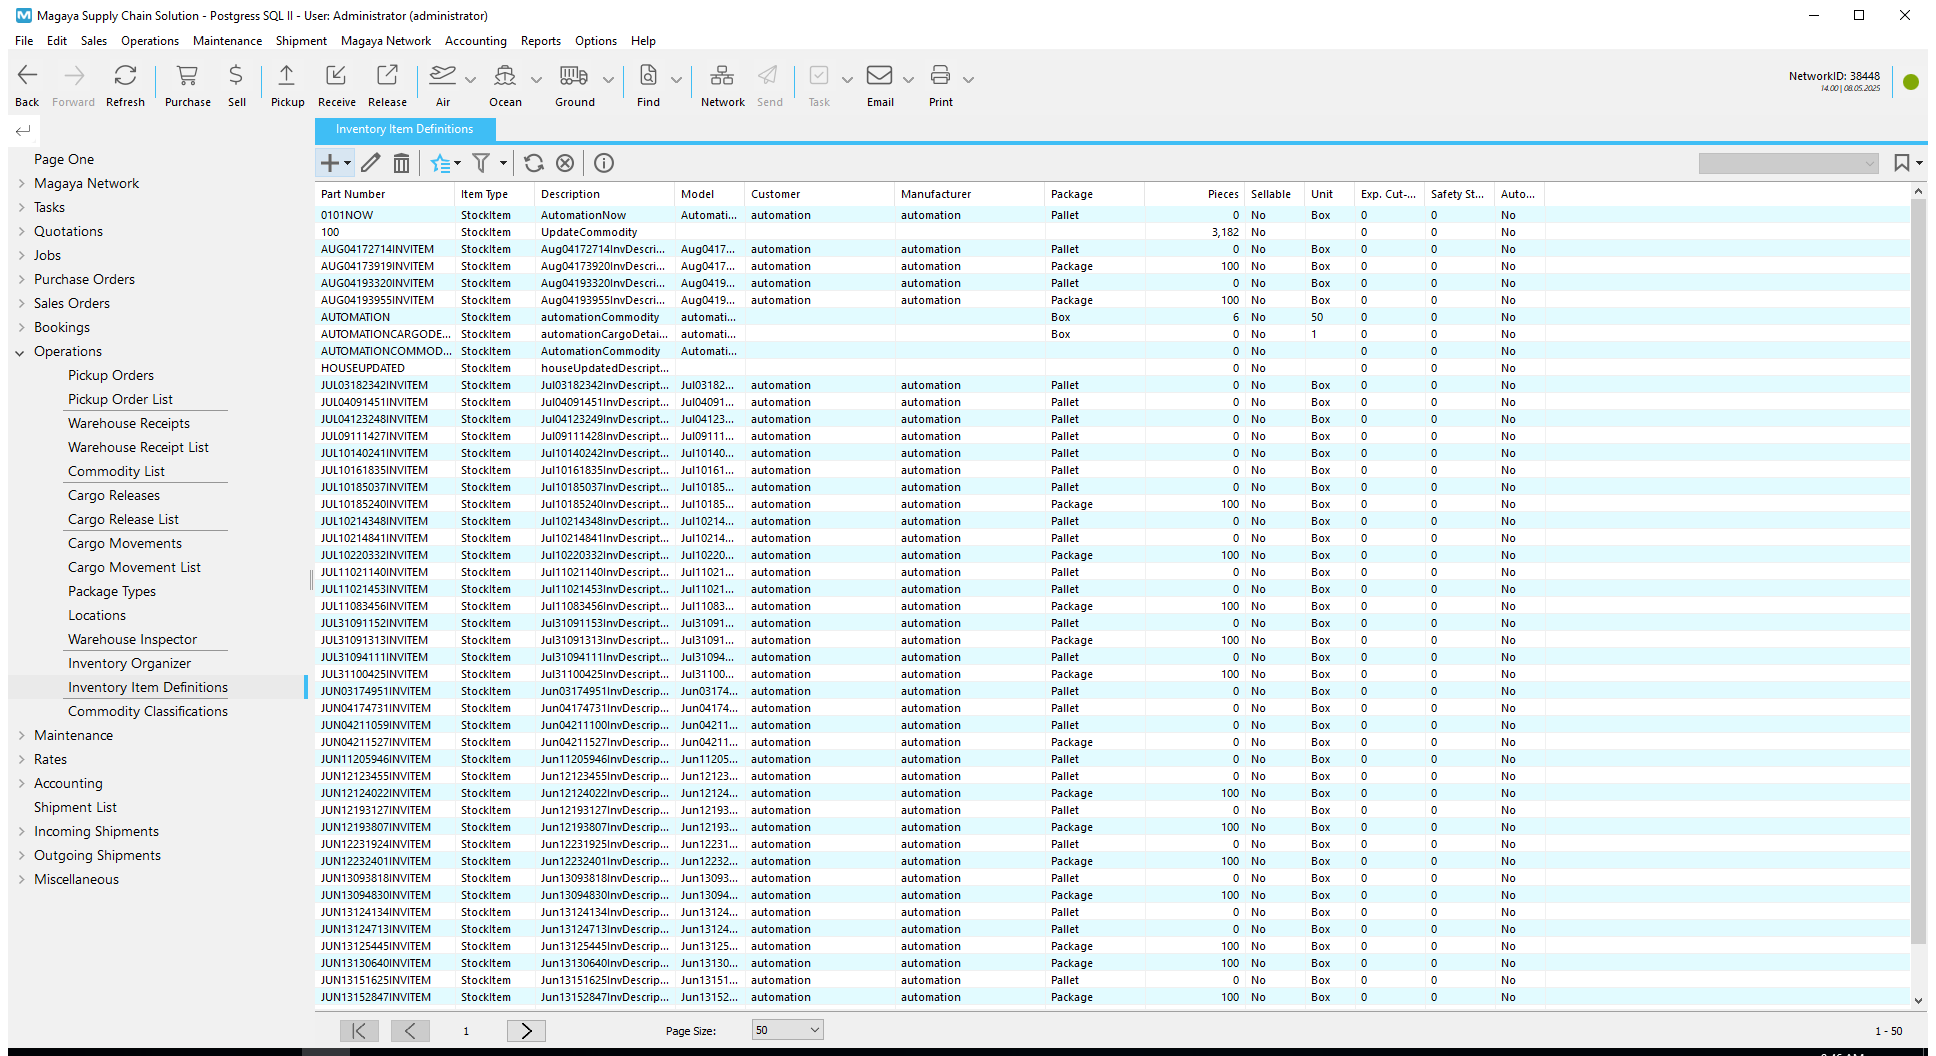 Magaya Supply Chain Solution - Postgress SQL II - User: Administrator (administrator)
File Edit Sales Operations Maintenance Shipment Magaya Network Accounting Reports Options Help
Back Forward Refresh Purchase Sell Pickup Receive Release Air Ocean Ground Find Network Send Task Email Print
NetworkID: 38448
14.00 | 08.05.2025
Page One
Magaya Network
Tasks
Quotations
Jobs
Purchase Orders
Sales Orders
Bookings
Operations
Pickup Orders
Pickup Order List
Warehouse Receipts
Warehouse Receipt List
Commodity List
Cargo Releases
Cargo Release List
Cargo Movements
Cargo Movement List
Package Types
Locations
Warehouse Inspector
Inventory Organizer
Inventory Item Definitions
Commodity Classifications
Maintenance
Rates
Accounting
Shipment List
Incoming Shipments
Outgoing Shipments
Miscellaneous
Inventory Item Definitions
Part Number Item Type Description Model Customer Manufacturer Package Pieces Sellable Unit Exp. Cut-... Safety St... Auto...
0101NOW StockItem AutomationNow Automati... automation automation Pallet 0 No Box 0 0 No
100 StockItem UpdateCommodity 3,182 No 0 0 No
AUG04172714INVITEM StockItem Aug04172714InvDescri... Aug0417... automation automation Pallet 0 No Box 0 0 No
AUG04173919INVITEM StockItem Aug04173920InvDescri... Aug0417... automation automation Package 100 No Box 0 0 No
AUG04193320INVITEM StockItem Aug04193320InvDescri... Aug0419... automation automation Pallet 0 No Box 0 0 No
AUG04193955INVITEM StockItem Aug04193955InvDescri... Aug0419... automation automation Package 100 No Box 0 0 No
AUTOMATION StockItem automationCommodity automati... Box 6 No 50 0 0 No
AUTOMATIONCARGODE... StockItem automationCargoDetai... automati... Box 0 No 1 0 0 No
AUTOMATIONCOMMOD... StockItem AutomationCommodity Automati... 0 No 0 0 No
HOUSEUPDATED StockItem houseUpdatedDescript... 0 No 0 0 No
JUL03182342INVITEM StockItem Jul03182342InvDescript... Jul03182... automation automation Pallet 0 No Box 0 0 No
JUL04091451INVITEM StockItem Jul04091451InvDescript... Jul04091... automation automation Pallet 0 No Box 0 0 No
JUL04123248INVITEM StockItem Jul04123249InvDescript... Jul04123... automation automation Pallet 0 No Box 0 0 No
JUL09111427INVITEM StockItem Jul09111428InvDescript... Jul09111... automation automation Pallet 0 No Box 0 0 No
JUL10140241INVITEM StockItem Jul10140242InvDescript... Jul10140... automation automation Pallet 0 No Box 0 0 No
JUL10161835INVITEM StockItem Jul10161835InvDescript... Jul10161... automation automation Pallet 0 No Box 0 0 No
JUL10185037INVITEM StockItem Jul10185037InvDescript... Jul10185... automation automation Pallet 0 No Box 0 0 No
JUL10185240INVITEM StockItem Jul10185240InvDescript... Jul10185... automation automation Package 100 No Box 0 0 No
JUL10214348INVITEM StockItem Jul10214348InvDescript... Jul10214... automation automation Pallet 0 No Box 0 0 No
JUL10214841INVITEM StockItem Jul10214841InvDescript... Jul10214... automation automation Pallet 0 No Box 0 0 No
JUL10220332INVITEM StockItem Jul10220332InvDescript... Jul10220... automation automation Package 100 No Box 0 0 No
JUL11021140INVITEM StockItem Jul11021140InvDescript... Jul11021... automation automation Pallet 0 No Box 0 0 No
JUL11021453INVITEM StockItem Jul11021453InvDescript... Jul11021... automation automation Pallet 0 No Box 0 0 No
JUL11083456INVITEM StockItem Jul11083456InvDescript... Jul11083... automation automation Package 100 No Box 0 0 No
JUL31091152INVITEM StockItem Jul31091153InvDescript... Jul31091... automation automation Pallet 0 No Box 0 0 No
JUL31091313INVITEM StockItem Jul31091313InvDescript... Jul31091... automation automation Package 100 No Box 0 0 No
JUL31094111INVITEM StockItem Jul31094111InvDescript... Jul31094... automation automation Pallet 0 No Box 0 0 No
JUL31100425INVITEM StockItem Jul31100425InvDescript... Jul31100... automation automation Package 100 No Box 0 0 No
JUN03174951INVITEM StockItem Jun03174951InvDescrip... Jun03174... automation automation Pallet 0 No Box 0 0 No
JUN04174731INVITEM StockItem Jun04174731InvDescrip... Jun04174... automation automation Pallet 0 No Box 0 0 No
JUN04211059INVITEM StockItem Jun04211100InvDescrip... Jun04211... automation automation Pallet 0 No Box 0 0 No
JUN04211527INVITEM StockItem Jun04211527InvDescrip... Jun04211... automation automation Package 100 No Box 0 0 No
JUN11205946INVITEM StockItem Jun11205946InvDescrip... Jun11205... automation automation Pallet 0 No Box 0 0 No
JUN12123455INVITEM StockItem Jun12123455InvDescrip... Jun12123... automation automation Pallet 0 No Box 0 0 No
JUN12124022INVITEM StockItem Jun12124022InvDescrip... Jun12124... automation automation Package 100 No Box 0 0 No
JUN12193127INVITEM StockItem Jun12193127InvDescrip... Jun12193... automation automation Pallet 0 No Box 0 0 No
JUN12193807INVITEM StockItem Jun12193807InvDescrip... Jun12193... automation automation Package 100 No Box 0 0 No
JUN12231924INVITEM StockItem Jun12231925InvDescrip... Jun12231... automation automation Pallet 0 No Box 0 0 No
JUN12232401INVITEM StockItem Jun12232401InvDescrip... Jun12232... automation automation Package 100 No Box 0 0 No
JUN13093818INVITEM StockItem Jun13093818InvDescrip... Jun13093... automation automation Pallet 0 No Box 0 0 No
JUN13094830INVITEM StockItem Jun13094830InvDescrip... Jun13094... automation automation Package 100 No Box 0 0 No
JUN13124134INVITEM StockItem Jun13124134InvDescrip... Jun13124... automation automation Pallet 0 No Box 0 0 No
JUN13124713INVITEM StockItem Jun13124713InvDescrip... Jun13124... automation automation Pallet 0 No Box 0 0 No
JUN13125445INVITEM StockItem Jun13125445InvDescrip... Jun13125... automation automation Package 100 No Box 0 0 No
JUN13130640INVITEM StockItem Jun13130640InvDescrip... Jun13130... automation automation Package 100 No Box 0 0 No
JUN13151625INVITEM StockItem Jun13151625InvDescrip... Jun13151... automation automation Pallet 0 No Box 0 0 No
JUN13152847INVITEM StockItem Jun13152847InvDescrip... Jun13152... automation automation Package 100 No Box 0 0 No
1 Page Size: 50 1 - 50